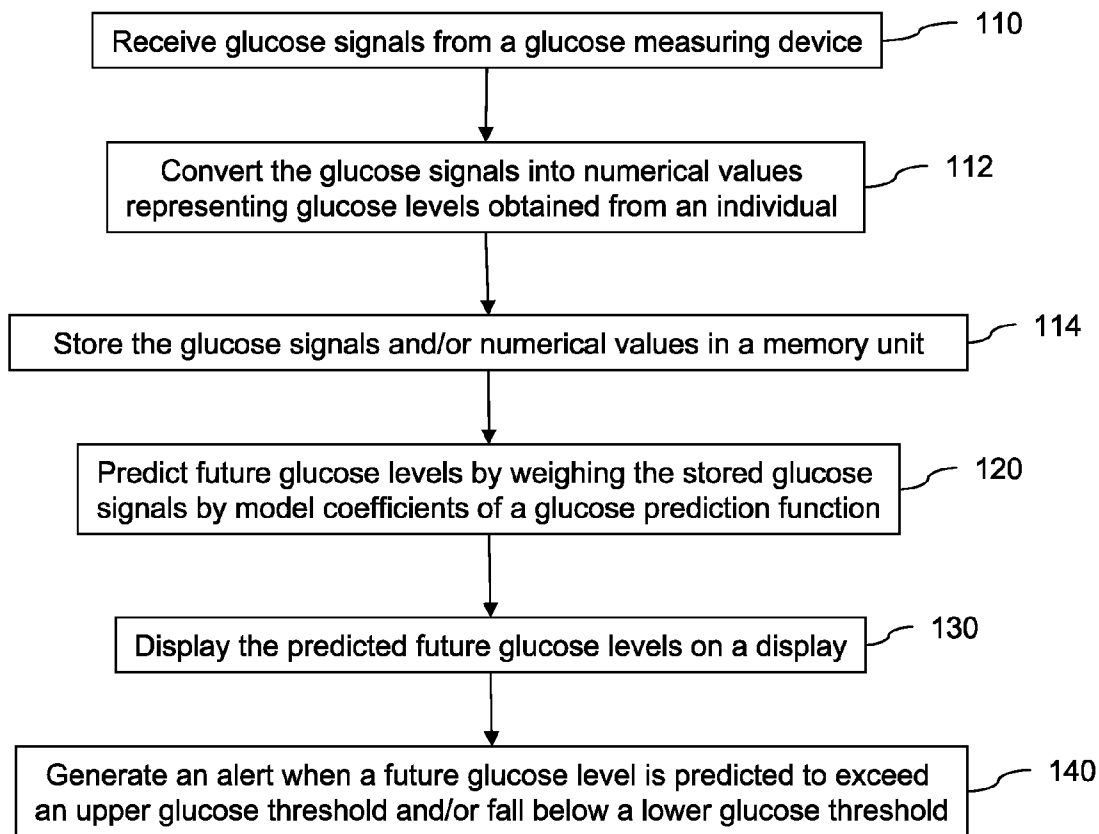 Receive glucose signals from a glucose measuring device
110
Convert the glucose signals into numerical values
representing glucose levels obtained from an individual
112
Store the glucose signals and/or numerical values in a memory unit
114
Predict future glucose levels by weighing the stored glucose
signals by model coefficients of a glucose prediction function
120
Display the predicted future glucose levels on a display
130
Generate an alert when a future glucose level is predicted to exceed
an upper glucose threshold and/or fall below a lower glucose threshold
140